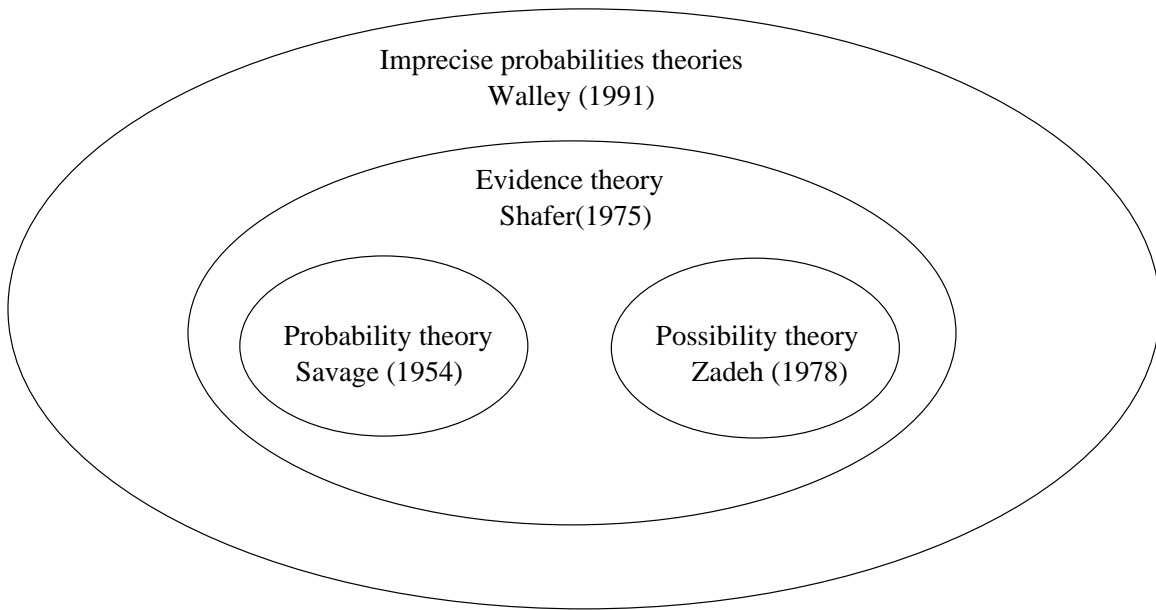 Imprecise probabilities theories
Walley (1991)
Evidence theory
Shafer(1975)
Probability theory
Savage (1954)
Possibility theory
Zadeh (1978)